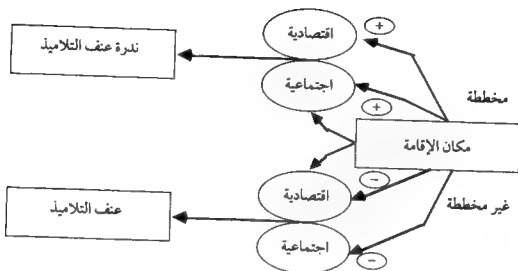 اقتصادية
+
ندرة عنف التلاميذ
اجتماعية
مخططة
+
مكان الإقامة
−
اقتصادية
عنف التلاميذ
غير مخططة
اجتماعية
−